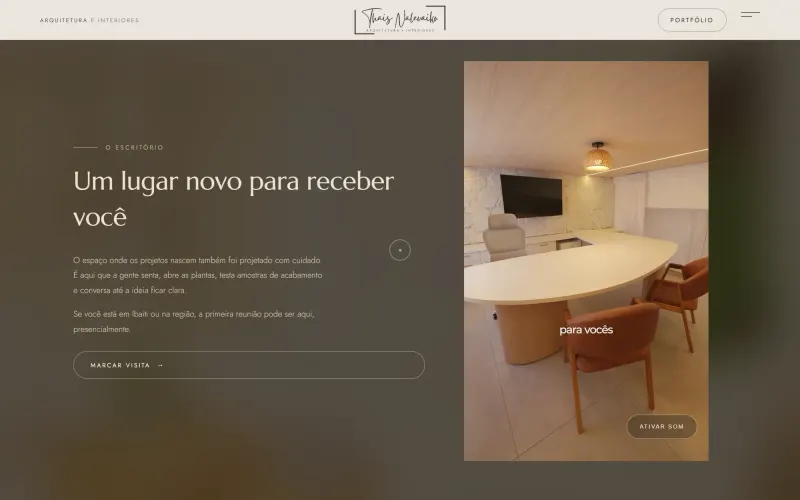 ARQUITETURA E INTERIORES
Thais Nalevaiko
ARQUITETURA + INTERIORES
PORTFÓLIO
O ESCRITÓRIO
Um lugar novo para receber
você
O espaço onde os projetos nascem também foi projetado com cuidado.
É aqui que a gente senta, abre as plantas, testa amostras de acabamento
e conversa até a ideia ficar clara.
Se você está em Ibaiti ou na região, a primeira reunião pode ser aqui,
presencialmente.
MARCAR VISITA →
para vocês
ATIVAR SOM